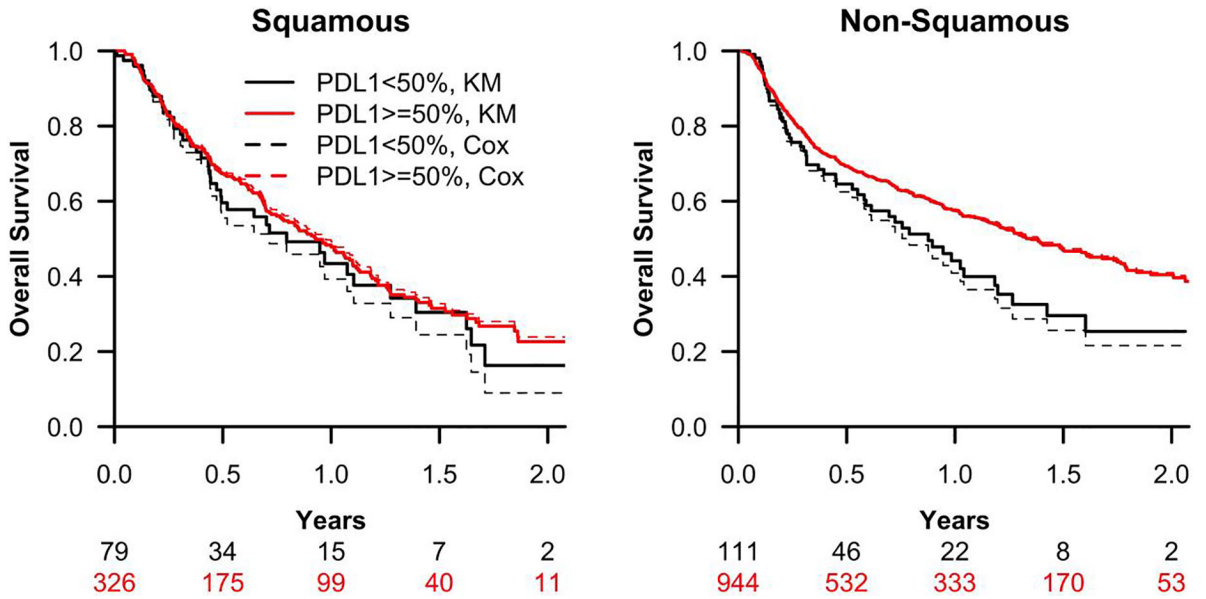 Squamous
Overall Survival
1.0
0.8
0.6
0.4
0.2
0.0
PDL1<50%, KM
PDL1>=50%, KM
PDL1<50%, Cox
PDL1>=50%, Cox
0.0 0.5 1.0 1.5 2.0
Years
79 34 15 7 2
326 175 99 40 11
Non-Squamous
Overall Survival
1.0
0.8
0.6
0.4
0.2
0.0
0.0 0.5 1.0 1.5 2.0
Years
111 46 22 8 2
944 532 333 170 53